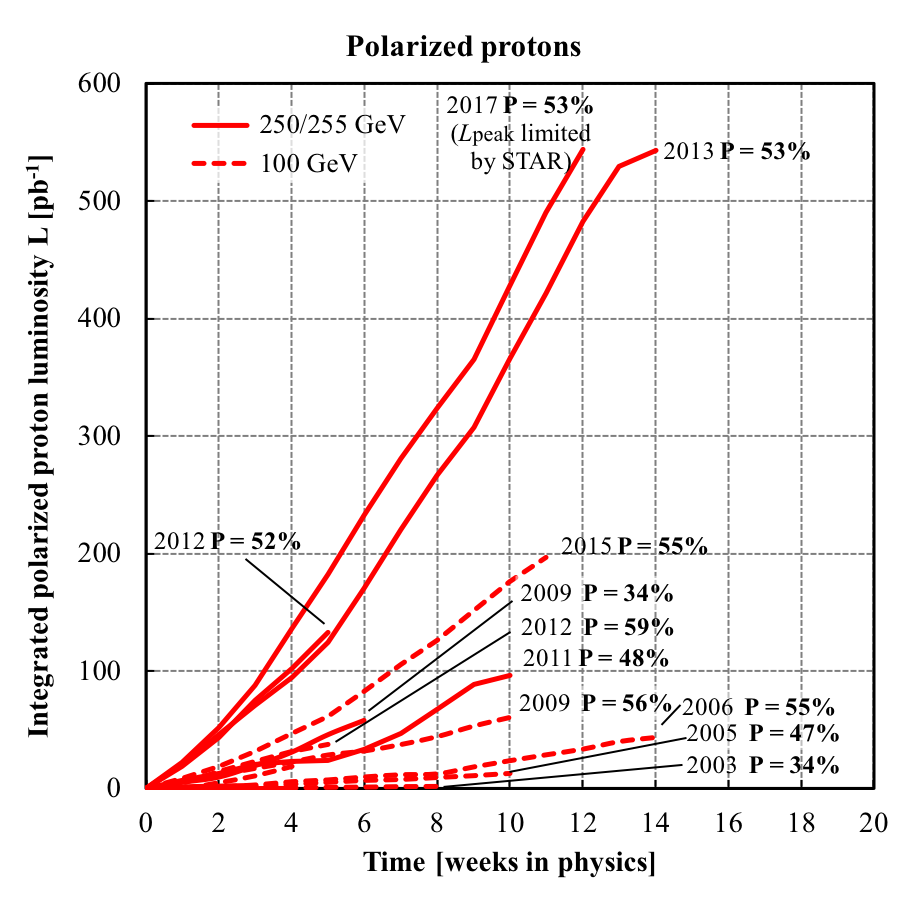 Polarized protons
Integrated polarized proton luminosity L [pb-1]
600
500
400
300
200
100
0
250/255 GeV
100 GeV
2017 P = 53%
(Lpeak limited
by STAR)
2013 P = 53%
2012 P = 52%
2015 P = 55%
2009 P = 34%
2012 P = 59%
2011 P = 48%
2009 P = 56%
2006 P = 55%
2005 P = 47%
2003 P = 34%
0 2 4 6 8 10 12 14 16 18 20
Time [weeks in physics]